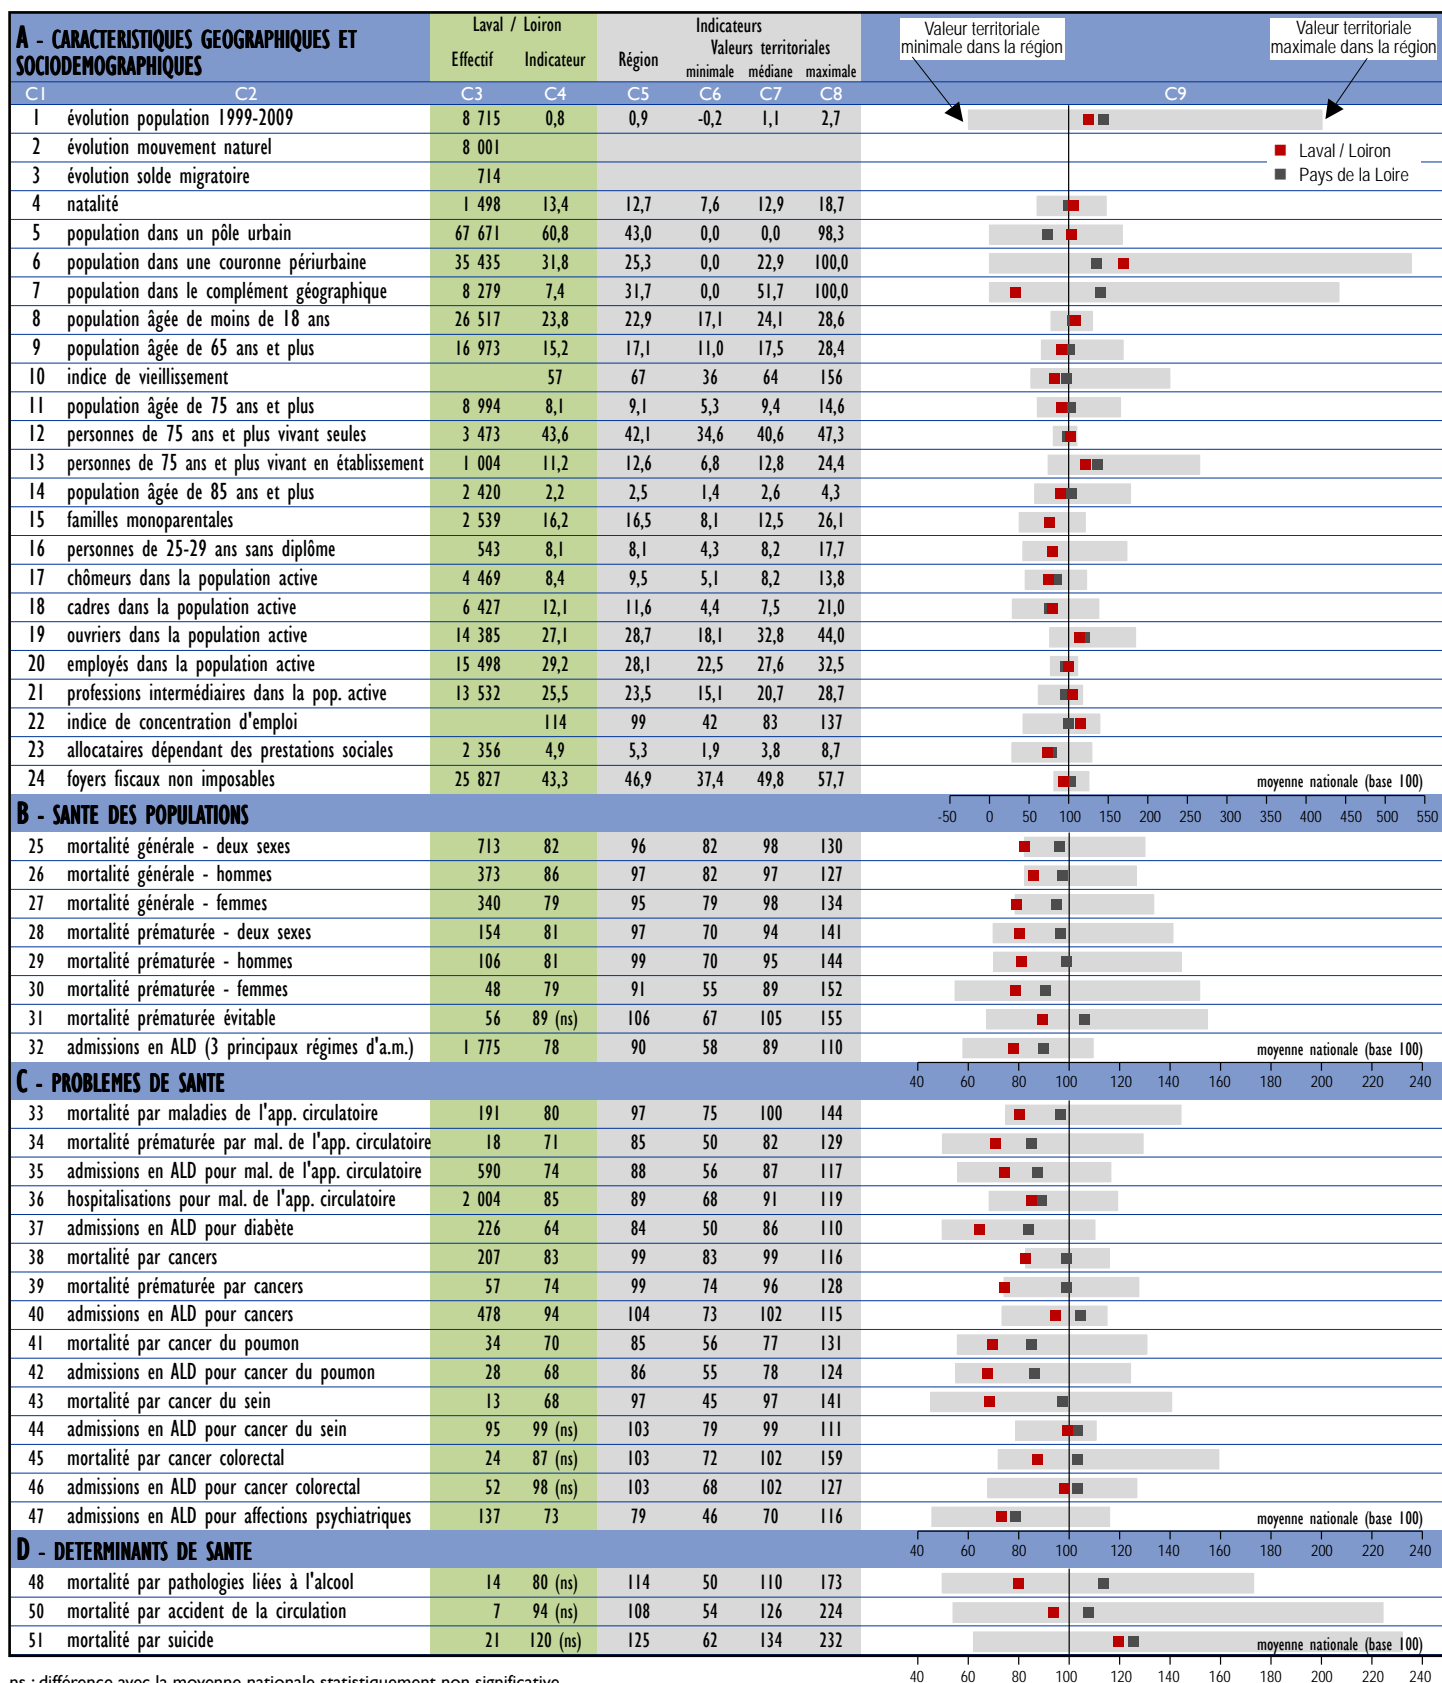 A - CARACTERISTIQUES GEOGRAPHIQUES ET SOCIODEMOGRAPHIQUES
Laval / Loiron
Effectif Indicateur
Indicateurs
Région Valeurs territoriales
minimale médiane maximale
Valeur territoriale minimale dans la région
Valeur territoriale maximale dans la région
C1 C2 C3 C4 C5 C6 C7 C8 C9
1 évolution population 1999-2009 8 715 0,8 0,9 -0,2 1,1 2,7
2 évolution mouvement naturel 8 001
Laval / Loiron
3 évolution solde migratoire 714
Pays de la Loire
4 natalité 1 498 13,4 12,7 7,6 12,9 18,7
5 population dans un pôle urbain 67 671 60,8 43,0 0,0 0,0 98,3
6 population dans une couronne périurbaine 35 435 31,8 25,3 0,0 22,9 100,0
7 population dans le complément géographique 8 279 7,4 31,7 0,0 51,7 100,0
8 population âgée de moins de 18 ans 26 517 23,8 22,9 17,1 24,1 28,6
9 population âgée de 65 ans et plus 16 973 15,2 17,1 11,0 17,5 28,4
10 indice de vieillissement 57 67 36 64 156
11 population âgée de 75 ans et plus 8 994 8,1 9,1 5,3 9,4 14,6
12 personnes de 75 ans et plus vivant seules 3 473 43,6 42,1 34,6 40,6 47,3
13 personnes de 75 ans et plus vivant en établissement 1 004 11,2 12,6 6,8 12,8 24,4
14 population âgée de 85 ans et plus 2 420 2,2 2,5 1,4 2,6 4,3
15 familles monoparentales 2 539 16,2 16,5 8,1 12,5 26,1
16 personnes de 25-29 ans sans diplôme 543 8,1 8,1 4,3 8,2 17,7
17 chômeurs dans la population active 4 469 8,4 9,5 5,1 8,2 13,8
18 cadres dans la population active 6 427 12,1 11,6 4,4 7,5 21,0
19 ouvriers dans la population active 14 385 27,1 28,7 18,1 32,8 44,0
20 employés dans la population active 15 498 29,2 28,1 22,5 27,6 32,5
21 professions intermédiaires dans la pop. active 13 532 25,5 23,5 15,1 20,7 28,7
22 indice de concentration d'emploi 114 99 42 83 137
23 allocataires dépendant des prestations sociales 2 356 4,9 5,3 1,9 3,8 8,7
24 foyers fiscaux non imposables 25 827 43,3 46,9 37,4 49,8 57,7 moyenne nationale (base 100)
B - SANTE DES POPULATIONS
-50 0 50 100 150 200 250 300 350 400 450 500 550
25 mortalité générale - deux sexes 713 82 96 82 98 130
26 mortalité générale - hommes 373 86 97 82 97 127
27 mortalité générale - femmes 340 79 95 79 98 134
28 mortalité prématurée - deux sexes 154 81 97 70 94 141
29 mortalité prématurée - hommes 106 81 99 70 95 144
30 mortalité prématurée - femmes 48 79 91 55 89 152
31 mortalité prématurée évitable 56 89 (ns) 106 67 105 155
32 admissions en ALD (3 principaux régimes d'a.m.) 1 775 78 90 58 89 110 moyenne nationale (base 100)
C - PROBLEMES DE SANTE
40 60 80 100 120 140 160 180 200 220 240
33 mortalité par maladies de l'app. circulatoire 191 80 97 75 100 144
34 mortalité prématurée par mal. de l'app. circulatoire 18 71 85 50 82 129
35 admissions en ALD pour mal. de l'app. circulatoire 590 74 88 56 87 117
36 hospitalisations pour mal. de l'app. circulatoire 2 004 85 89 68 91 119
37 admissions en ALD pour diabète 226 64 84 50 86 110
38 mortalité par cancers 207 83 99 83 99 116
39 mortalité prématurée par cancers 57 74 99 74 96 128
40 admissions en ALD pour cancers 478 94 104 73 102 115
41 mortalité par cancer du poumon 34 70 85 56 77 131
42 admissions en ALD pour cancer du poumon 28 68 86 55 78 124
43 mortalité par cancer du sein 13 68 97 45 97 141
44 admissions en ALD pour cancer du sein 95 99 (ns) 103 79 99 111
45 mortalité par cancer colorectal 24 87 (ns) 103 72 102 159
46 admissions en ALD pour cancer colorectal 52 98 (ns) 103 68 102 127
47 admissions en ALD pour affections psychiatriques 137 73 79 46 70 116 moyenne nationale (base 100)
D - DETERMINANTS DE SANTE
40 60 80 100 120 140 160 180 200 220 240
48 mortalité par pathologies liées à l'alcool 14 80 (ns) 114 50 110 173
50 mortalité par accident de la circulation 7 94 (ns) 108 54 126 224
51 mortalité par suicide 21 120 (ns) 125 62 134 232 moyenne nationale (base 100)
40 60 80 100 120 140 160 180 200 220 240
ns : différence avec la moyenne nationale statistiquement non significative